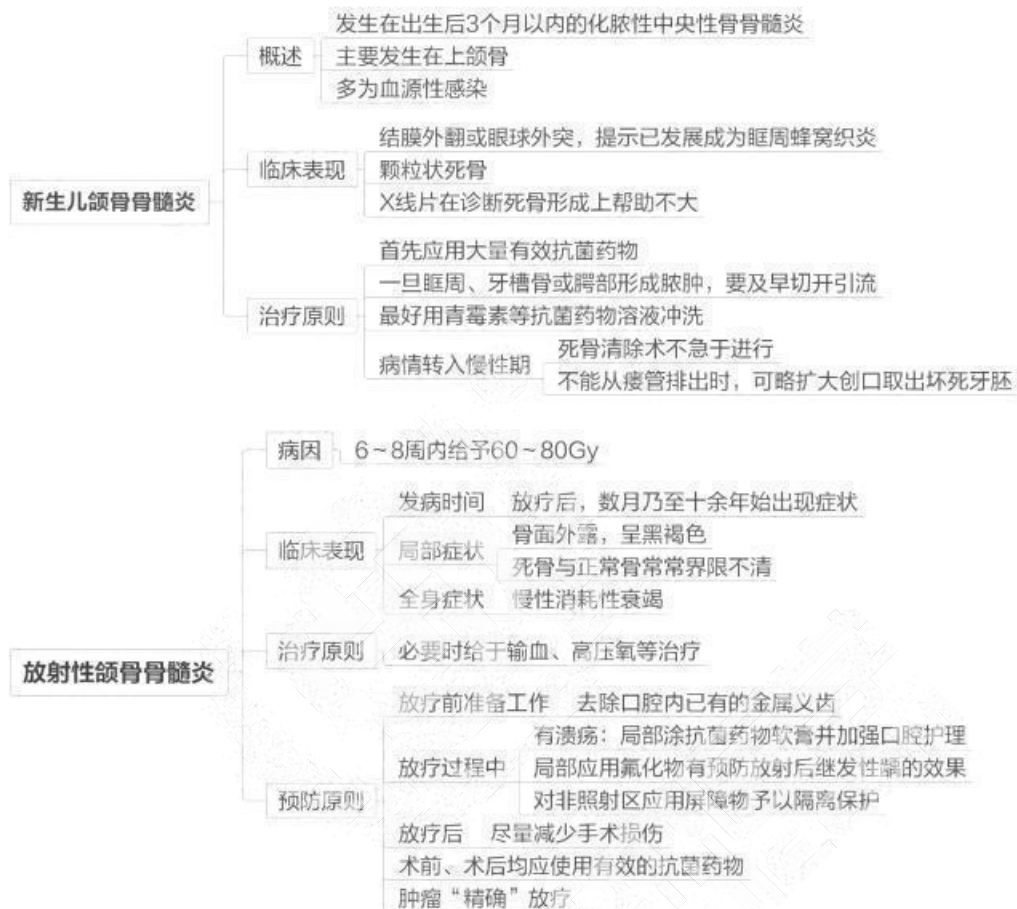 新生儿颌骨骨髓炎
概述
发生在出生后3个月以内的化脓性中央性骨骨髓炎
主要发生在上颌骨
多为血源性感染
临床表现
结膜外翻或眼球外突，提示已发展成为眶周蜂窝织炎
颗粒状死骨
X线片在诊断死骨形成上帮助不大
治疗原则
首先应用大量有效抗菌药物
一旦眶周、牙槽骨或腭部形成脓肿，要及早切开引流
最好用青霉素等抗菌药物溶液冲洗
病情转入慢性期
死骨清除术不急于进行
不能从瘘管排出时，可略扩大创口取出坏死牙胚
放射性颌骨骨髓炎
病因
6~8周内给予60~80Gy
临床表现
发病时间
放疗后，数月乃至十余年始出现症状
局部症状
骨面外露，呈黑褐色
死骨与正常骨常常界限不清
全身症状
慢性消耗性衰竭
治疗原则
必要时给于输血、高压氧等治疗
预防原则
放疗前准备工作
去除口腔内已有的金属义齿
放疗过程中
有溃疡：局部涂抗菌药物软膏并加强口腔护理
局部应用氟化物有预防放射后继发性龋的效果
对非照射区应用屏障物予以隔离保护
放疗后
尽量减少手术损伤
术前、术后均应使用有效的抗菌药物
肿瘤“精确”放疗